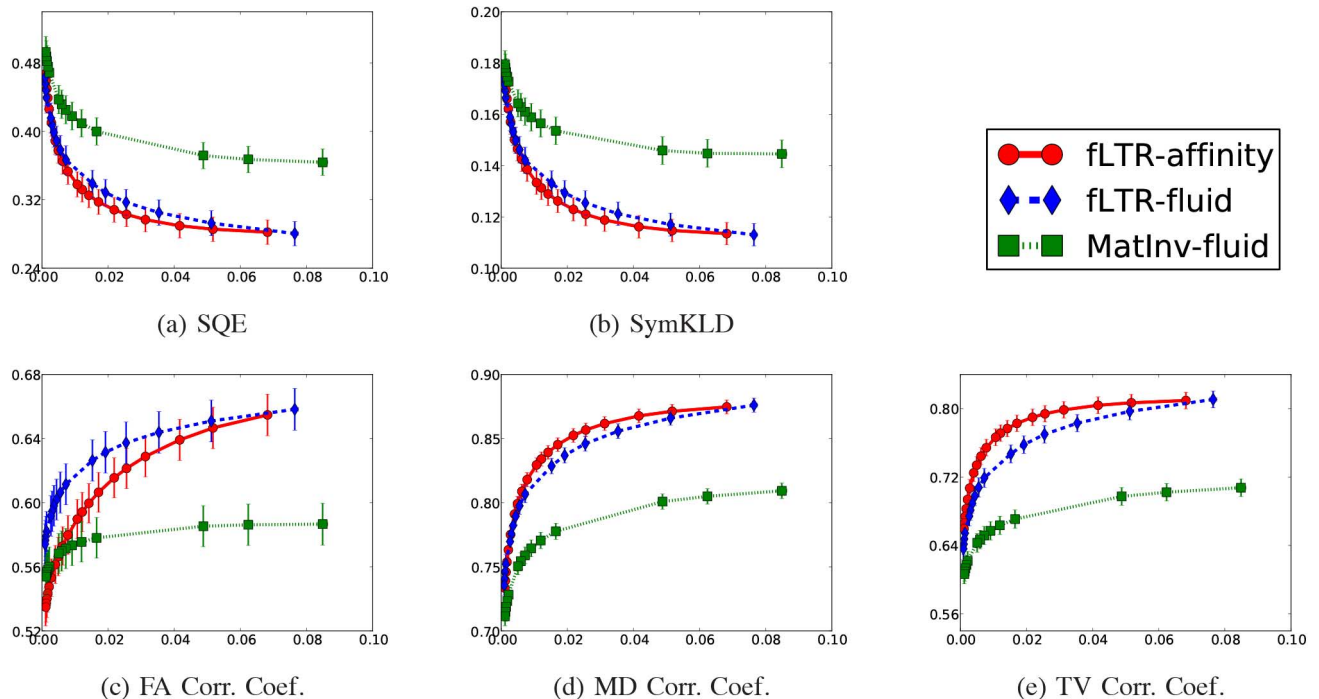 0.48
0.40
0.32
0.24
0.00 0.02 0.04 0.06 0.08 0.10
(a) SQE
0.20
0.18
0.16
0.14
0.12
0.10
0.00 0.02 0.04 0.06 0.08 0.10
(b) SymKLD
fLTR-affinity
fLTR-fluid
MatInv-fluid
0.68
0.64
0.60
0.56
0.52
0.00 0.02 0.04 0.06 0.08 0.10
(c) FA Corr. Coef.
0.90
0.85
0.80
0.75
0.70
0.00 0.02 0.04 0.06 0.08 0.10
(d) MD Corr. Coef.
0.80
0.72
0.64
0.56
0.00 0.02 0.04 0.06 0.08 0.10
(e) TV Corr. Coef.